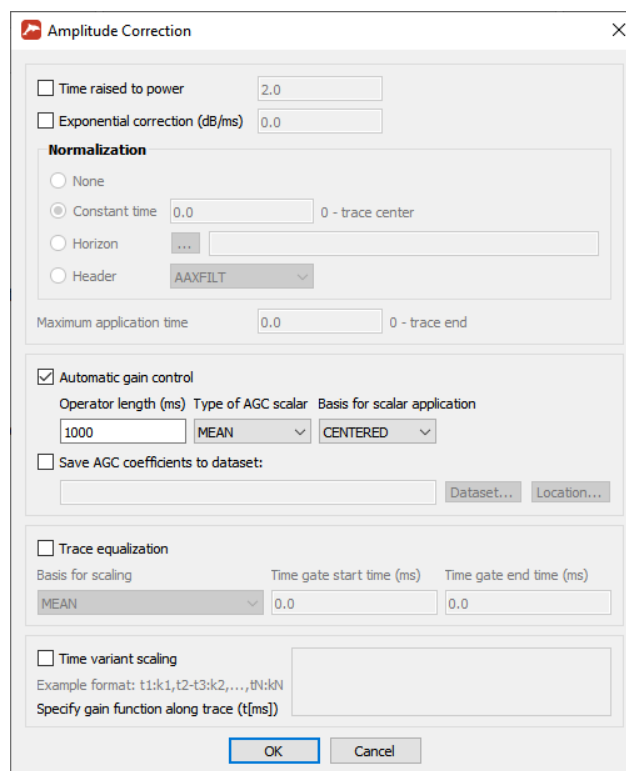 Amplitude Correction
Time raised to power 2.0
Exponential correction (dB/ms) 0.0
Normalization
None
Constant time 0.0 0 - trace center
Horizon ...
Header AAXFILT
Maximum application time 0.0 0 - trace end
Automatic gain control
Operator length (ms) Type of AGC scalar Basis for scalar application
1000 MEAN CENTERED
Save AGC coefficients to dataset:
Dataset... Location...
Trace equalization
Basis for scaling Time gate start time (ms) Time gate end time (ms)
MEAN 0.0 0.0
Time variant scaling
Example format: t1:k1,t2-t3:k2,...,tN:kN
Specify gain function along trace (t[ms])
OK Cancel